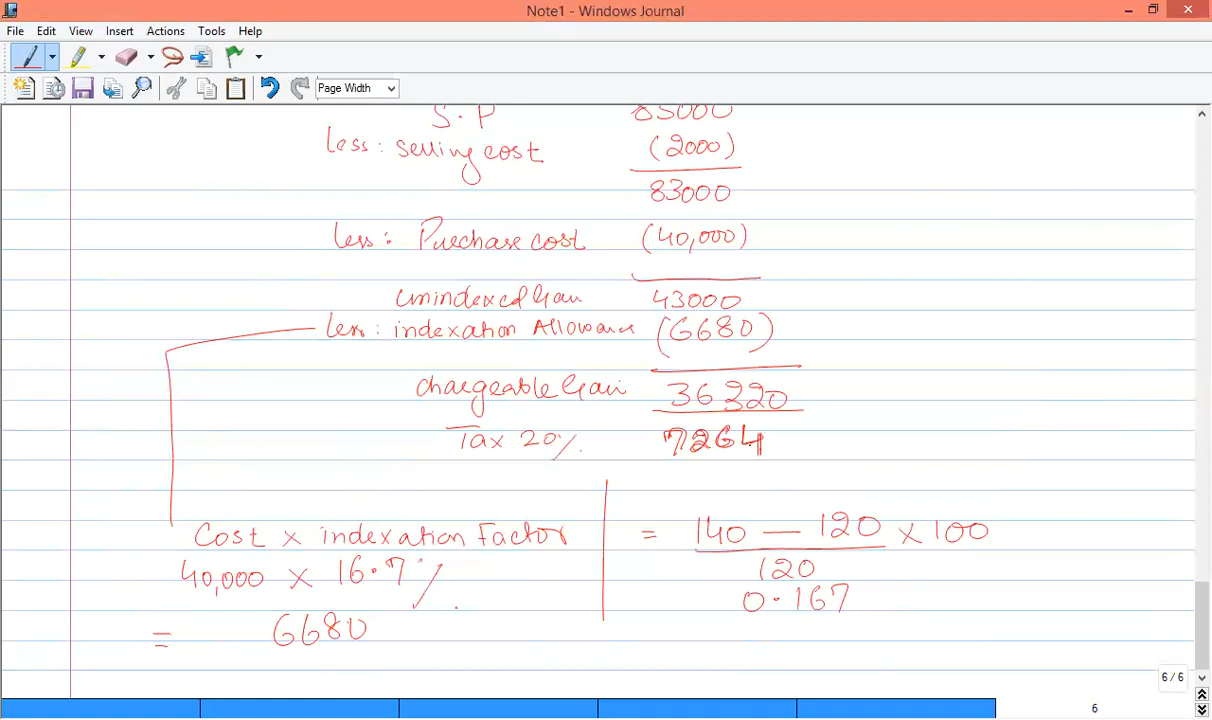 Note1 - Windows Journal
File Edit View Insert Actions Tools Help
Page Width
S.P 85000
less: selling cost (2000)
83000
less: Purchase cost (40,000)
unindexed Gain 43000
less: indexation Allowance (6680)
chargeable Gain 36320
Tax 20% 7264
Cost x indexation Factor
40,000 x 16.7%
= 6680
= 140 — 120 x 100
120
0.167
6/6
6